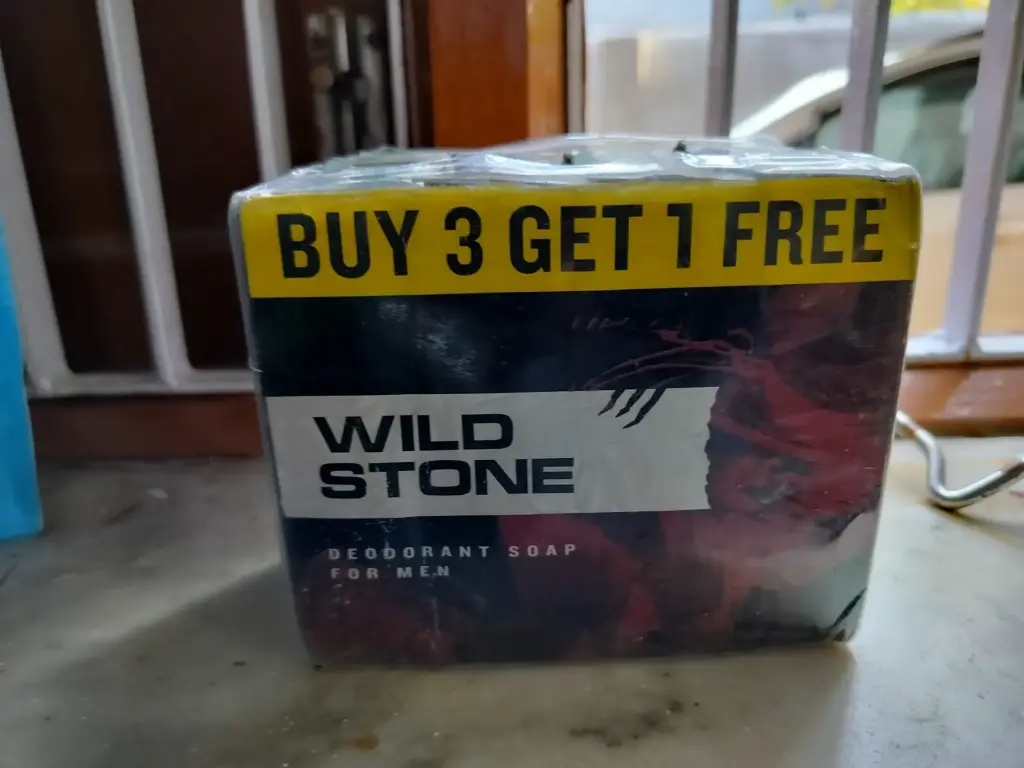 BUY 3 GET 1 FREE
WILD
STONE
DEODORANT SOAP
FOR MEN